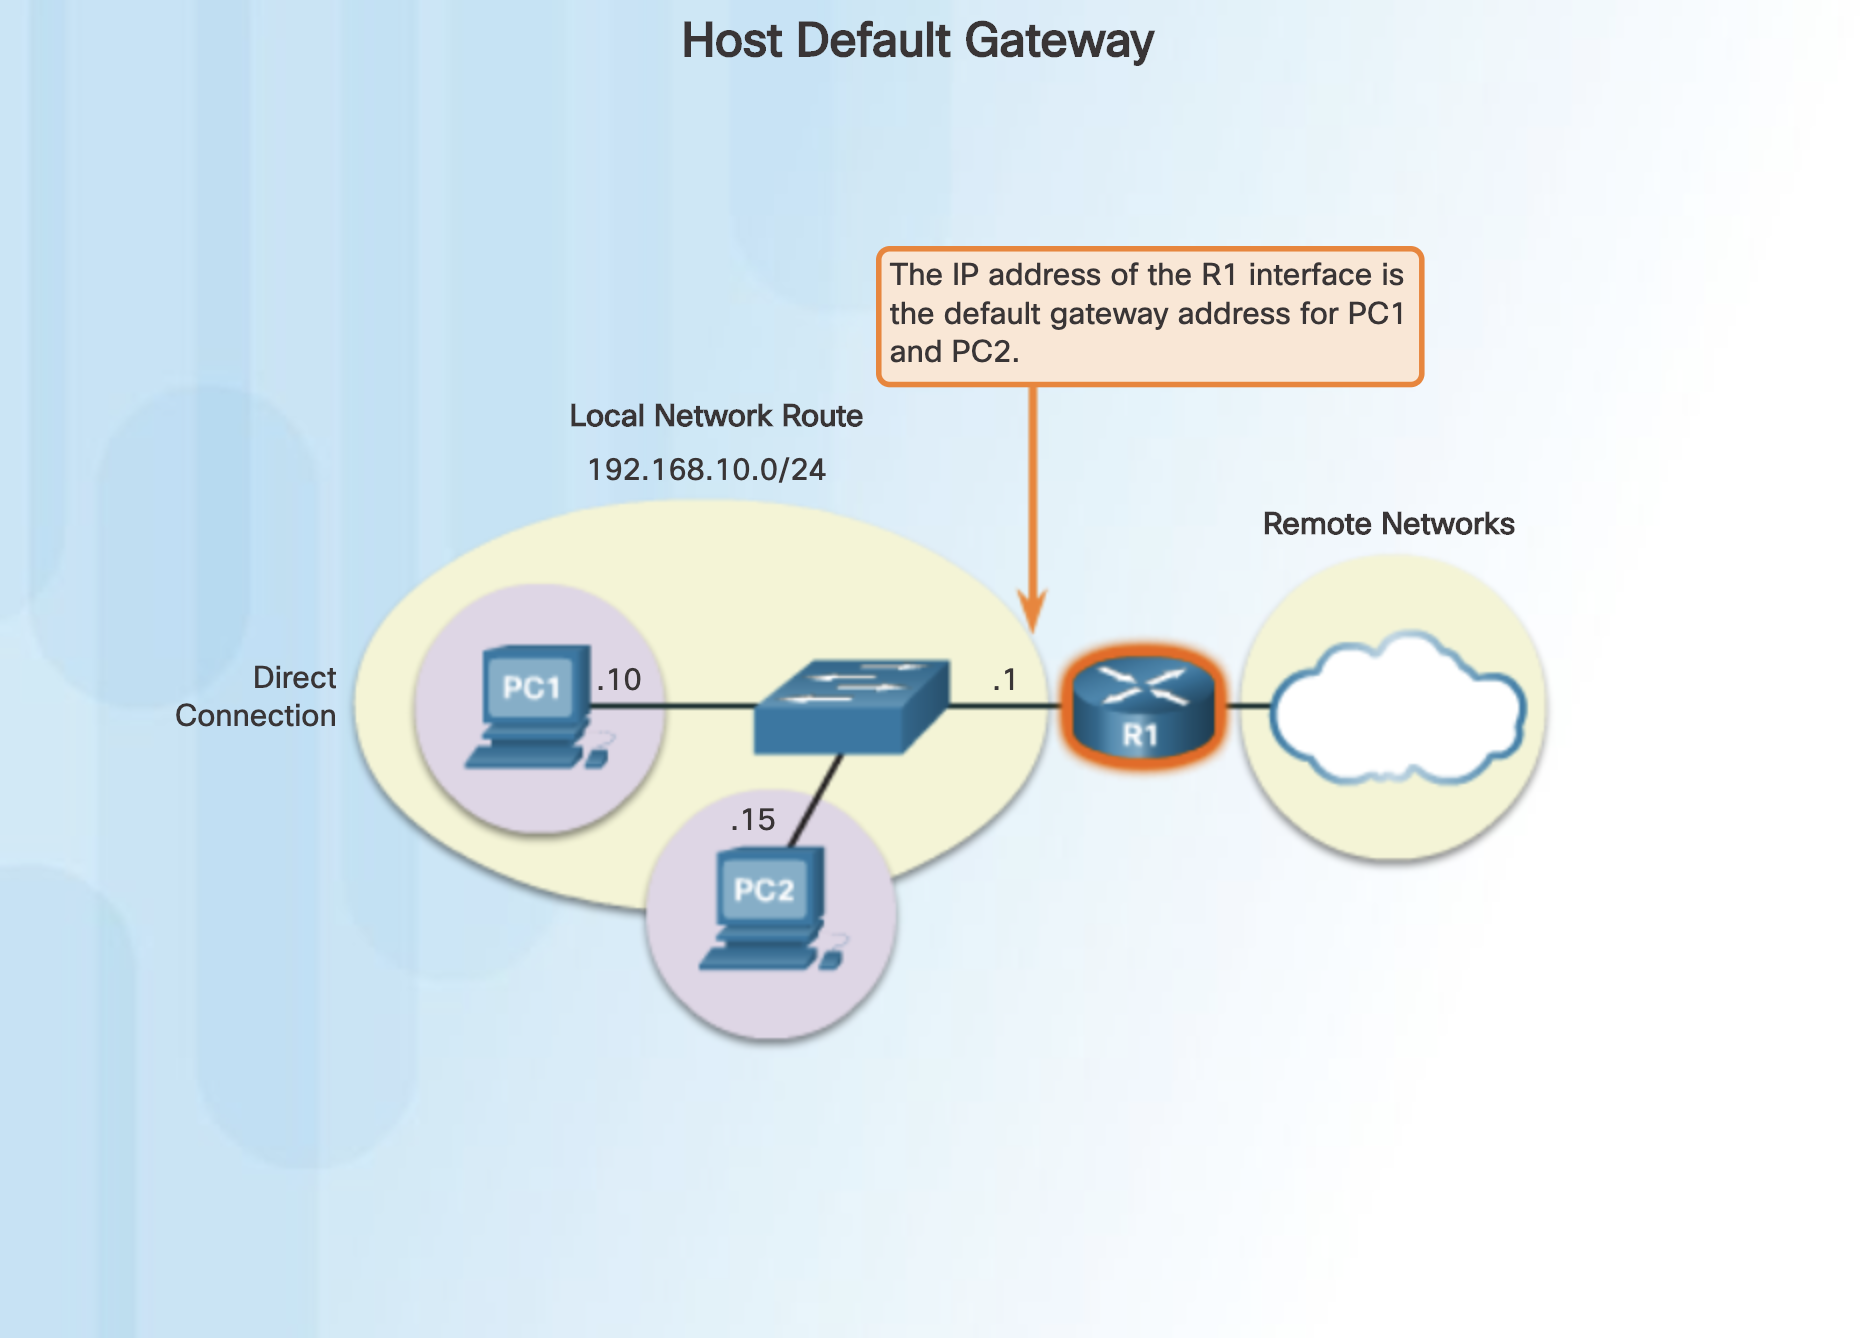 Host Default Gateway
The IP address of the R1 interface is
the default gateway address for PC1
and PC2.
Local Network Route
192.168.10.0/24
Remote Networks
Direct
Connection
PC1
.10
.1
R1
.15
PC2